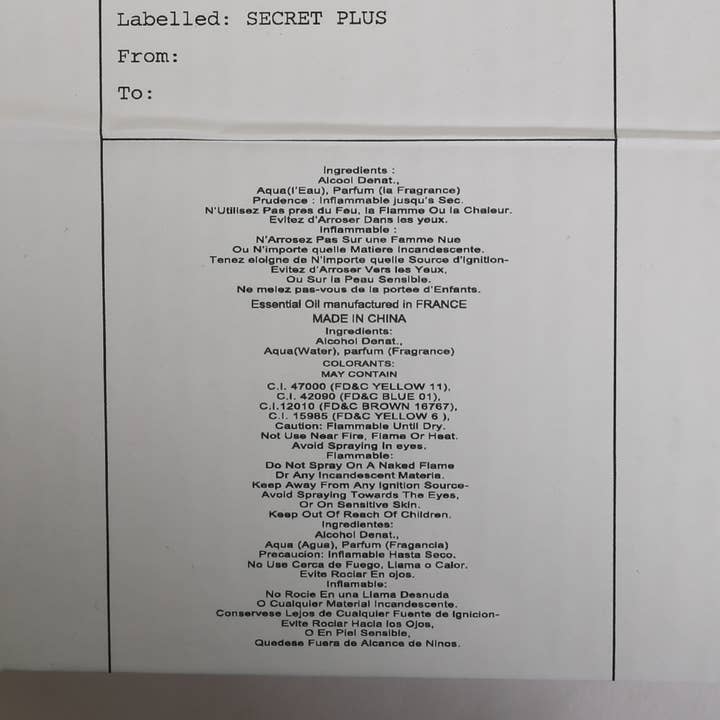 Labelled: SECRET PLUS
From:
To:
Ingredients :
Alcool Denat.,
Aqua(l'Eau), Parfum (la Fragrance)
Prudence : Inflammable jusqu'a Sec.
N'Utilisez Pas pres du Feu, la Flamme Ou la Chaleur.
Evitez d'Arroser Dans les yeux.
Inflammable :
N'Arrosez Pas Sur une Famme Nue
Ou N'importe quelle Matiere Incandescente.
Tenez eloigne de N'importe quelle Source d'Ignition-
Evitez d'Arroser Vers les Yeux,
Ou Sur la Peau Sensible.
Ne melez pas-vous de la portee d'Enfants.
Essential Oil manufactured in FRANCE
MADE IN CHINA
Ingredients:
Alcohol Denat.,
Aqua(Water), parfum (Fragrance)
COLORANTS:
MAY CONTAIN
C.I. 47000 (FD&C YELLOW 11),
C.I. 42090 (FD&C BLUE 01),
C.I.12010 (FD&C BROWN 16767),
C.I. 15985 (FD&C YELLOW 6 ),
Caution: Flammable Until Dry.
Not Use Near Fire, Flame Or Heat.
Avoid Spraying In eyes.
Flammable:
Do Not Spray On A Naked Flame
Or Any Incandescent Materia.
Keep Away From Any Ignition Source-
Avoid Spraying Towards The Eyes,
Or On Sensitive Skin.
Keep Out Of Reach Of Children.
Ingredientes:
Alcohol Denat.,
Aqua (Agua), Parfum (Fragancia)
Precaucion: Inflamable Hasta Seco.
No Use Cerca de Fuego, Llama o Calor.
Evite Rociar En ojos.
Inflamable:
No Rocie En una Llama Desnuda
O Cualquier Material Incandescente.
Conservese Lejos de Cualquier Fuente de Ignicion-
Evite Rociar Hacia los Ojos,
O En Piel Sensible,
Quedese Fuera de Alcance de Ninos.